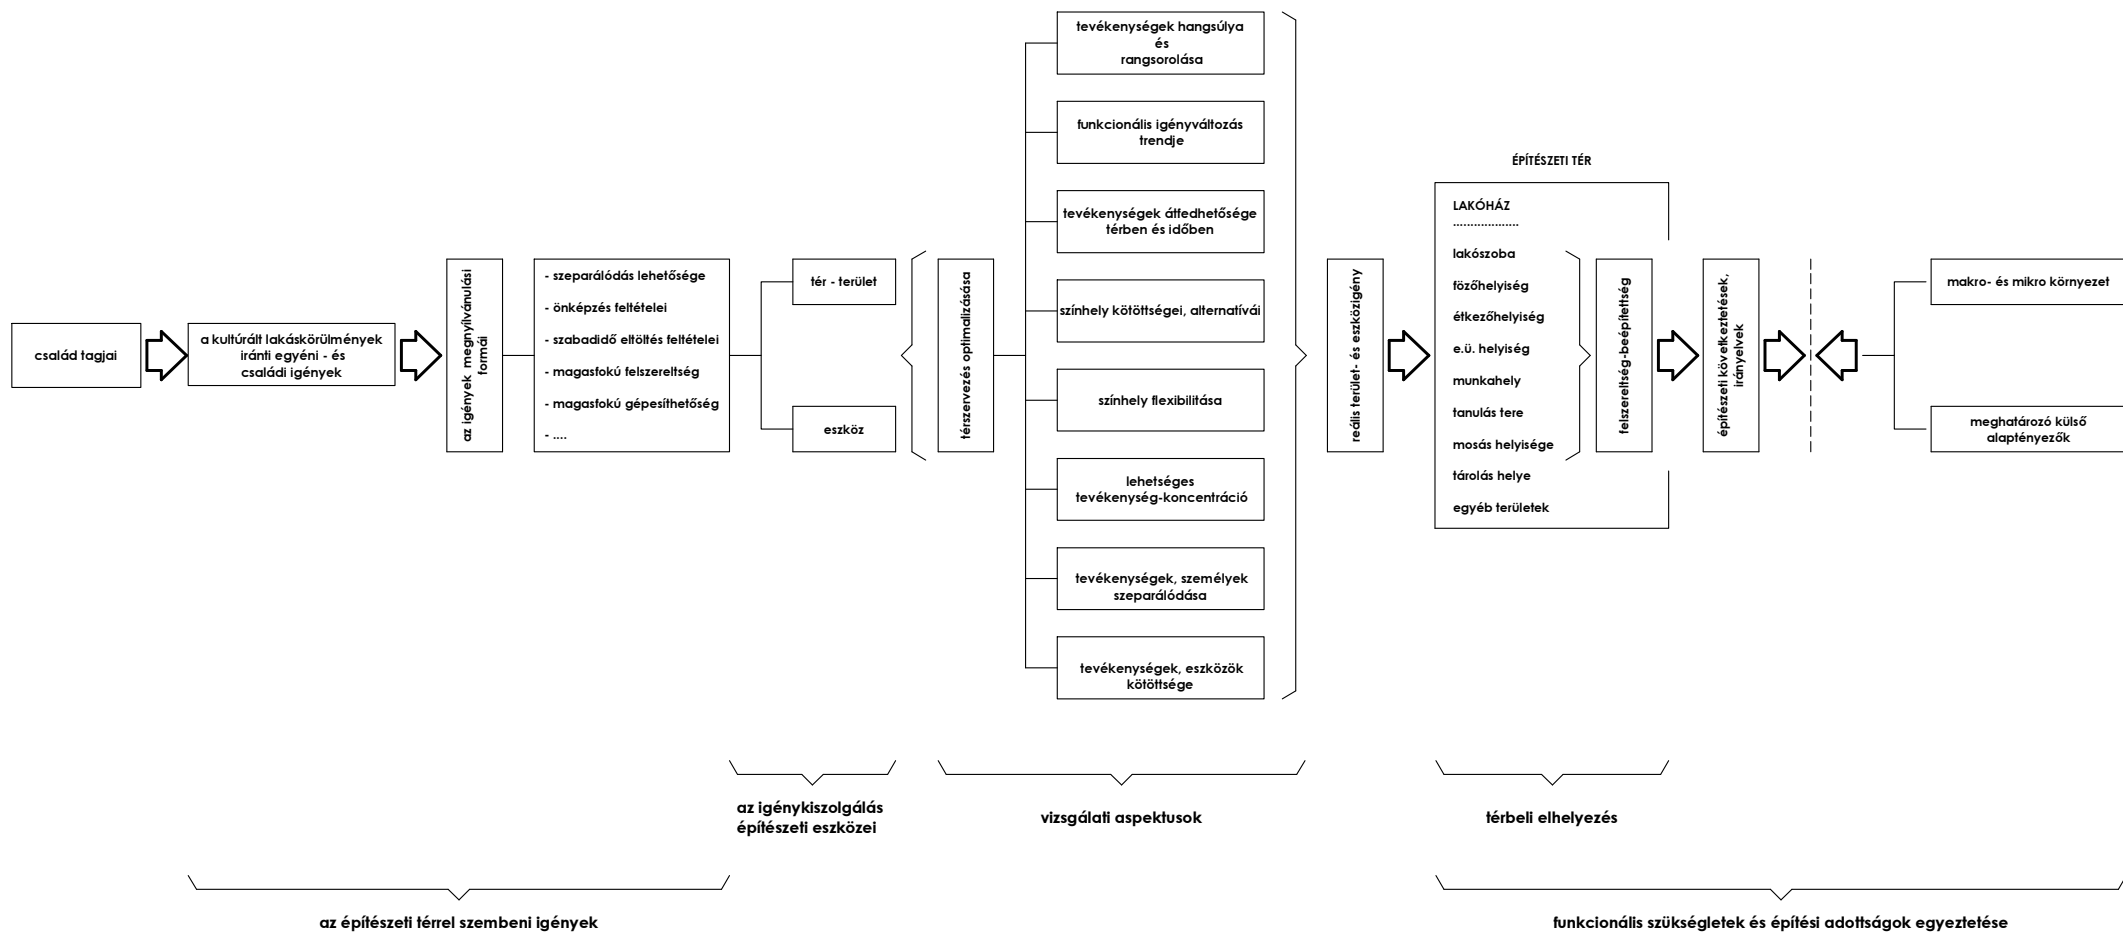 család tagjai
a kultúrált lakáskörülmények
iránti egyéni - és
családi igények
az igények megnyílvánulási
formái
- szeparálódás lehetősége
- önképzés feltételei
- szabadidő eltöltés feltételei
- magasfokú felszereltség
- magasfokú gépesíthetőség
- ....
tér - terület
eszköz
térszervezés optimalizásása
tevékenységek hangsúlya
és
rangsorolása
funkcionális igényváltozás
trendje
tevékenységek átfedhetősége
térben és időben
színhely kötöttségei, alternatívái
színhely flexibilitása
lehetséges
tevékenység-koncentráció
tevékenységek, személyek
szeparálódása
tevékenységek, eszközök
kötöttsége
reális terület- és eszközigény
ÉPÍTÉSZETI TÉR
LAKÓHÁZ
...................
lakószoba
főzőhelyiség
étkezőhelyiség
e.ü. helyiség
munkahely
tanulás tere
mosás helyisége
tárolás helye
egyéb területek
felszereltség-beépítettség
építészeti következtetések,
irányelvek
makro- és mikro környezet
meghatározó külső
alaptényezők
az igénykiszolgálás
építészeti eszközei
vizsgálati aspektusok
térbeli elhelyezés
az építészeti térrel szembeni igények
funkcionális szükségletek és építési adottságok egyeztetése